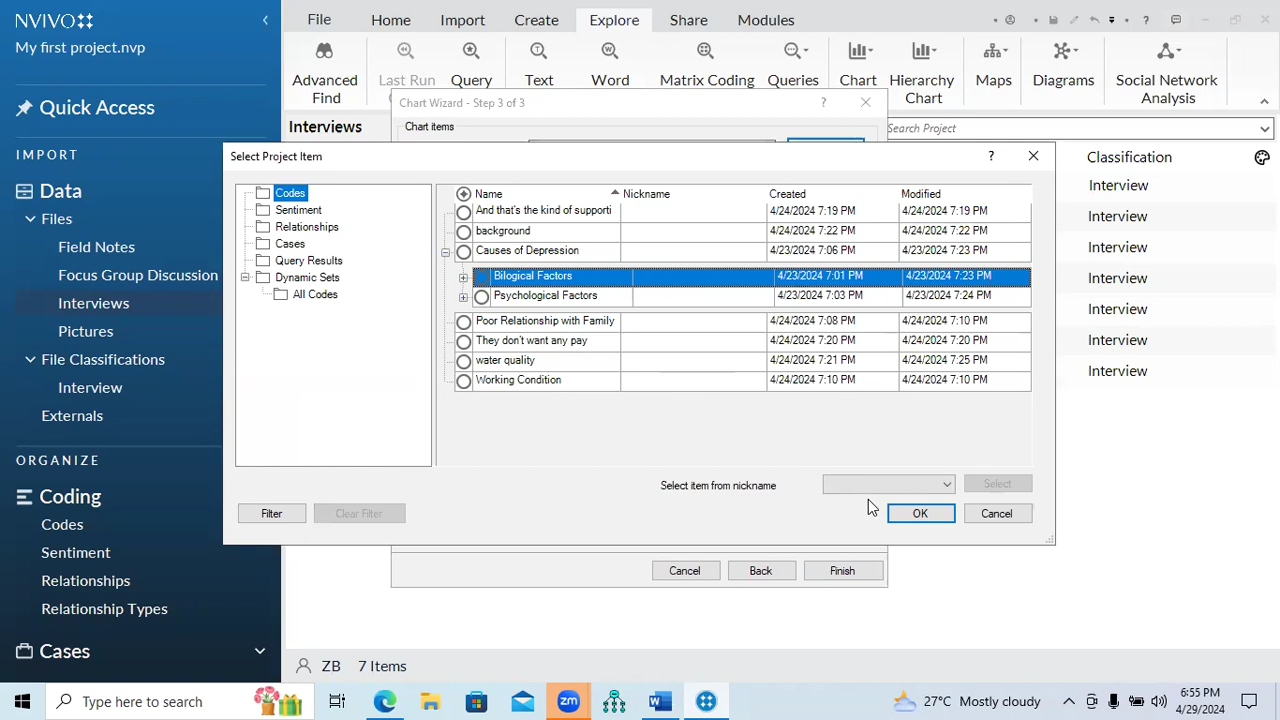 NVIVO
My first project.nvp
Quick Access
IMPORT
Data
Files
Field Notes
Focus Group Discussion
Interviews
Pictures
File Classifications
Interview
Externals
ORGANIZE
Coding
Codes
Sentiment
Relationships
Relationship Types
Cases
File Home Import Create Explore Share Modules
Advanced Find
Last Run Query
Query
Text
Word
Matrix Coding
Queries
Chart
Hierarchy Chart
Maps
Diagrams
Social Network Analysis
Interviews
Search Project
Chart Wizard - Step 3 of 3 ?
Chart items
Select Project Item ?
Codes
Sentiment
Relationships
Cases
Query Results
Dynamic Sets
All Codes
Name Nickname Created Modified
And that's the kind of supporti 4/24/2024 7:19 PM 4/24/2024 7:19 PM
background 4/24/2024 7:22 PM 4/24/2024 7:22 PM
Causes of Depression 4/23/2024 7:06 PM 4/23/2024 7:23 PM
Bilogical Factors 4/23/2024 7:01 PM 4/23/2024 7:23 PM
Psychological Factors 4/23/2024 7:03 PM 4/23/2024 7:24 PM
Poor Relationship with Family 4/24/2024 7:08 PM 4/24/2024 7:10 PM
They don't want any pay 4/24/2024 7:20 PM 4/24/2024 7:20 PM
water quality 4/24/2024 7:21 PM 4/24/2024 7:25 PM
Working Condition 4/24/2024 7:10 PM 4/24/2024 7:10 PM
Select item from nickname Select
Filter Clear Filter OK Cancel
Cancel Back Finish
Classification
Interview
Interview
Interview
Interview
Interview
Interview
Interview
ZB 7 Items
Type here to search
zm
27°C Mostly cloudy
6:55 PM
4/29/2024